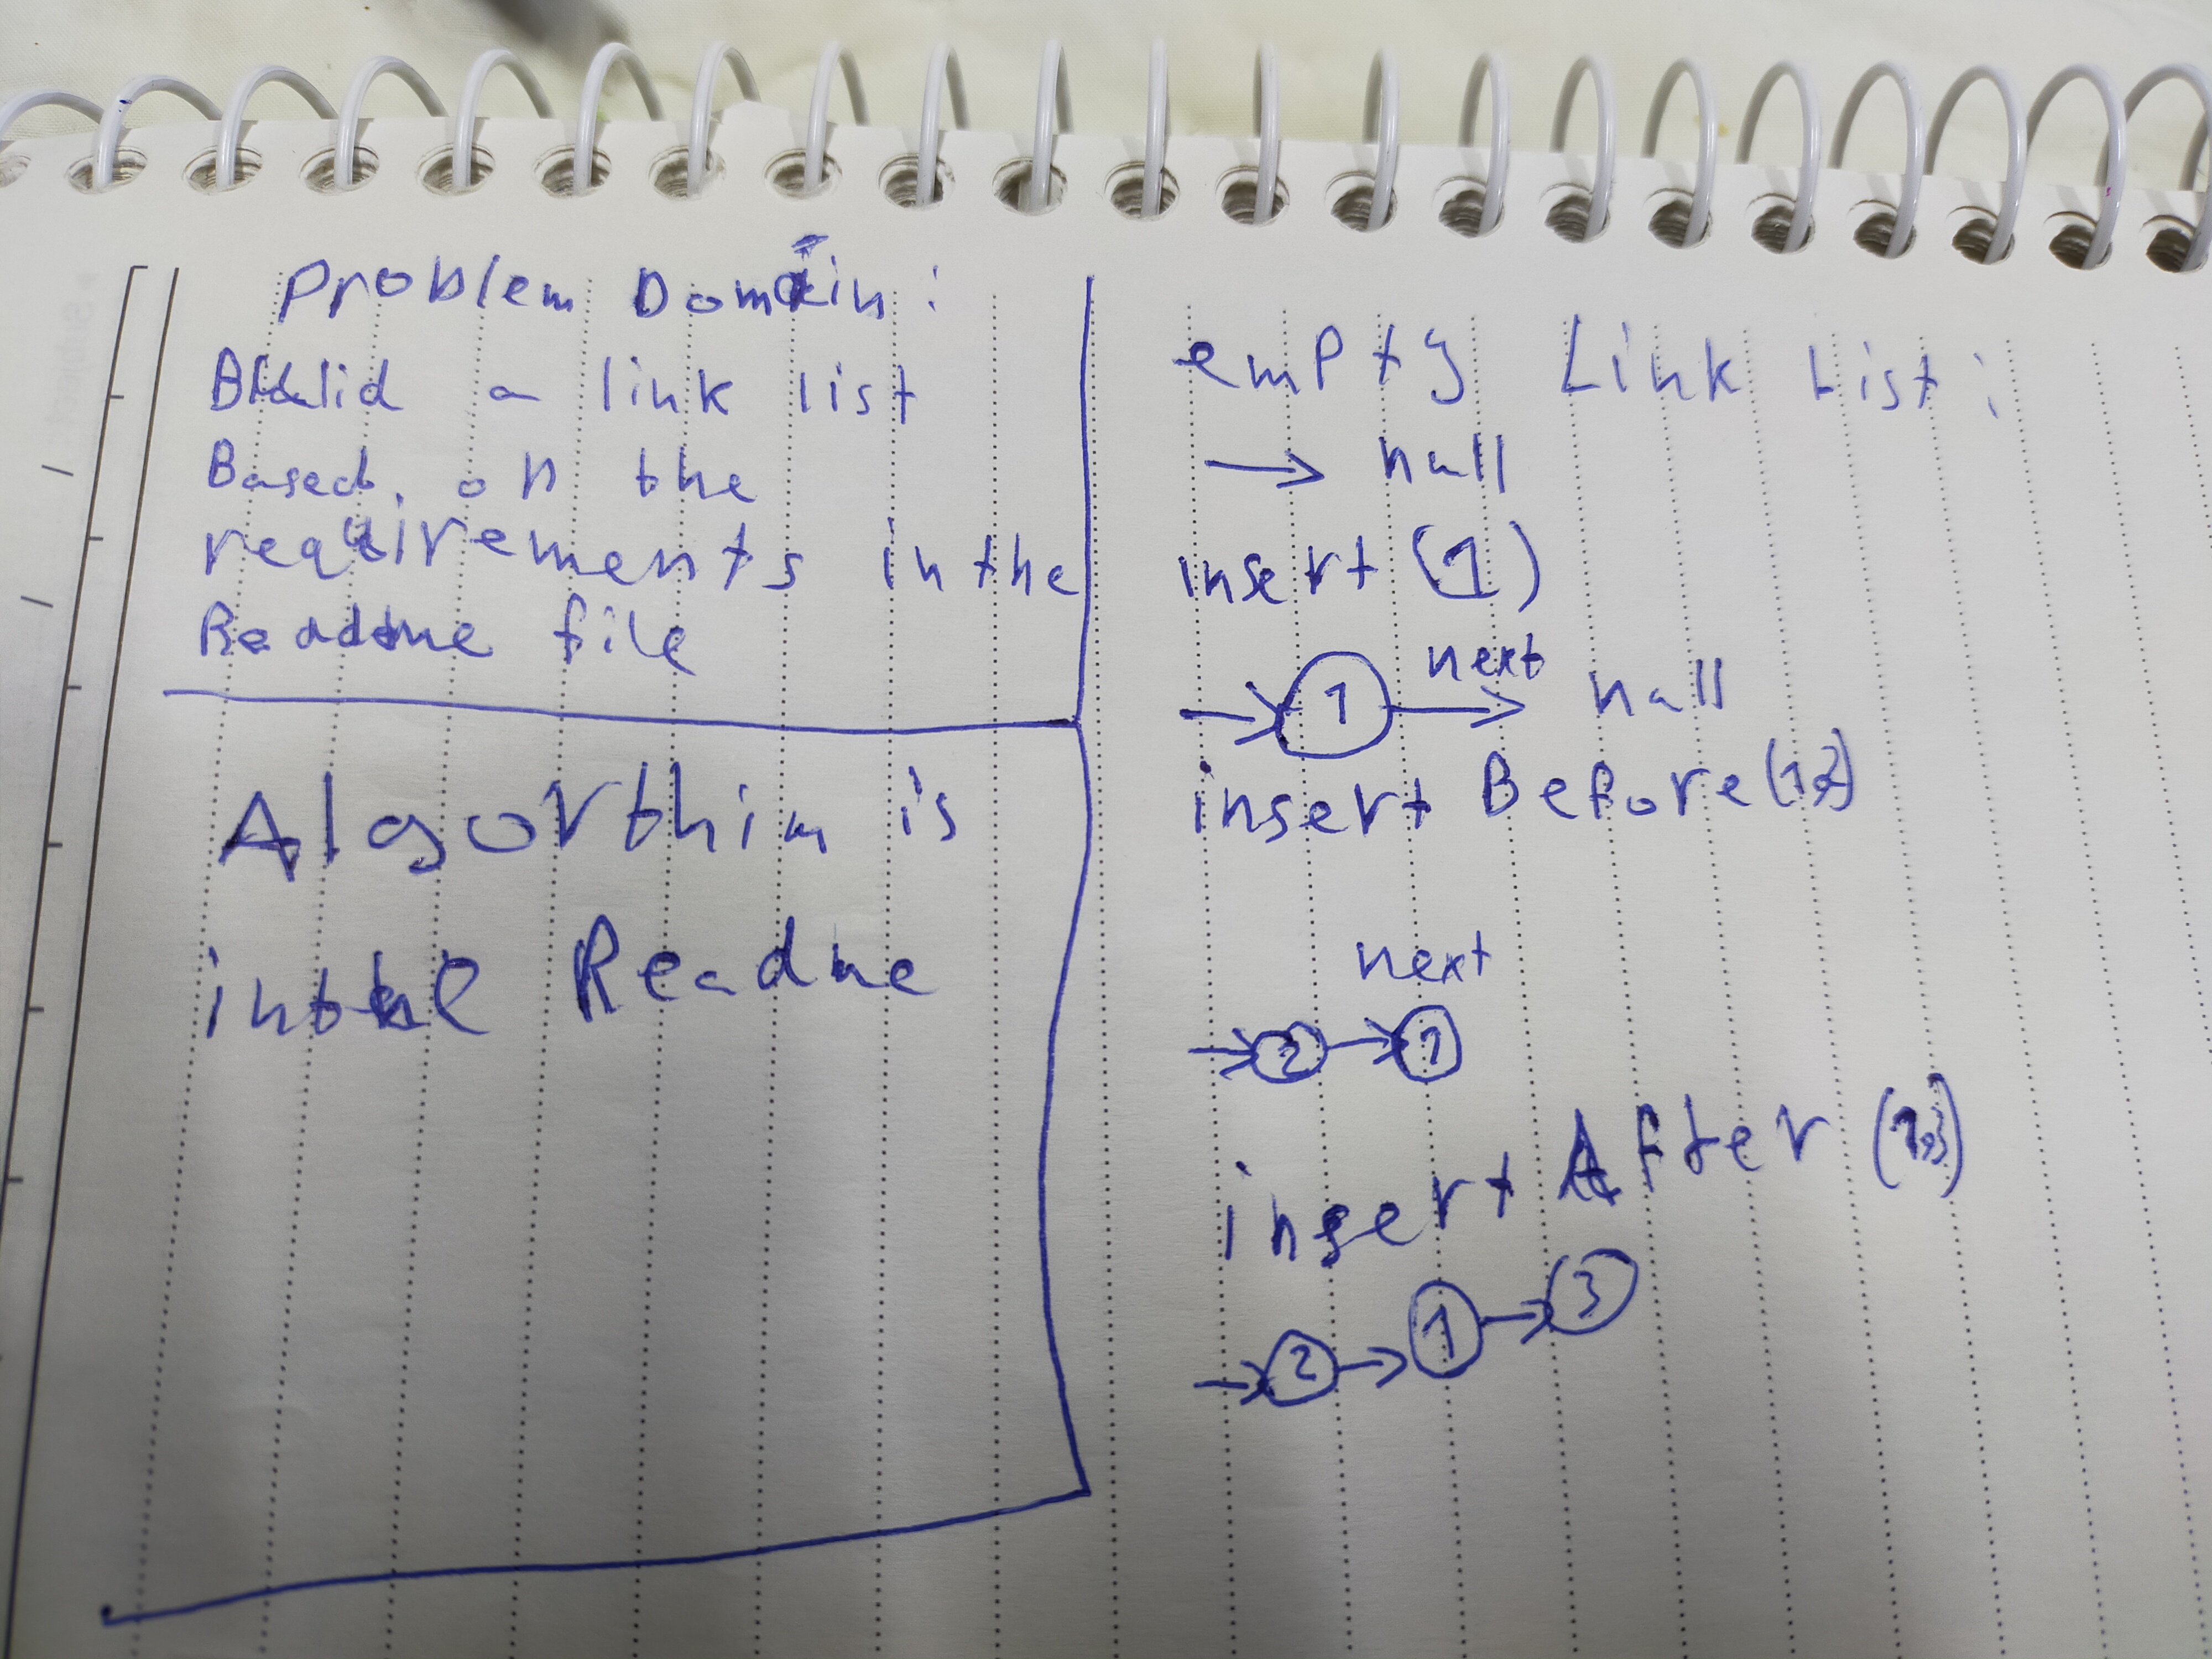 Problem Domain:
Build a link list
Based on the
requirements in the
Readme file
Algorthim is
in the Readme
empty Link List:
→ null
insert (1)
next
→ 1 → null
insert Before (1,2)
next
→ 2 → 1
insert After (1,3)
→ 2 → 1 → 3